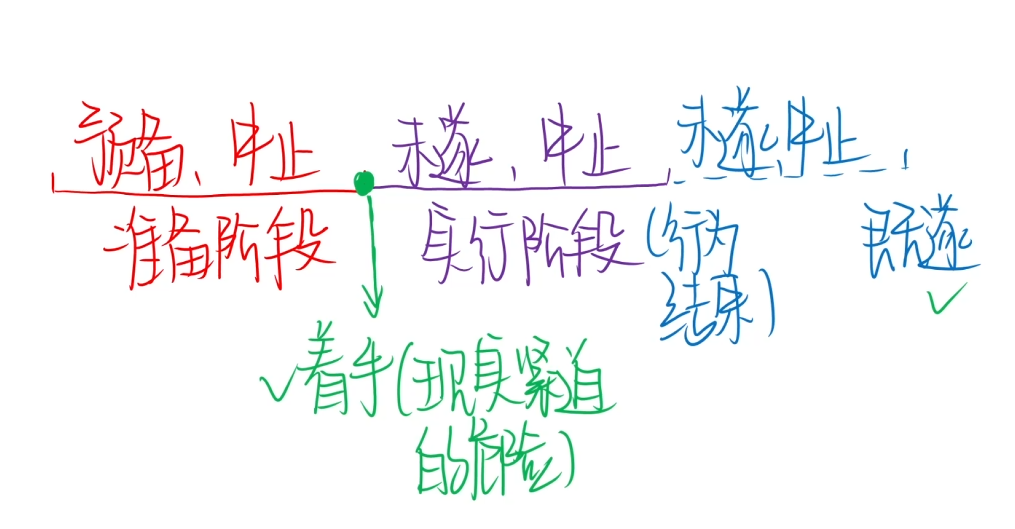 预备、中止 未遂、中止 未遂、中止
准备阶段 实行阶段 (行为结束) 既遂
着手(现实紧迫的危险)